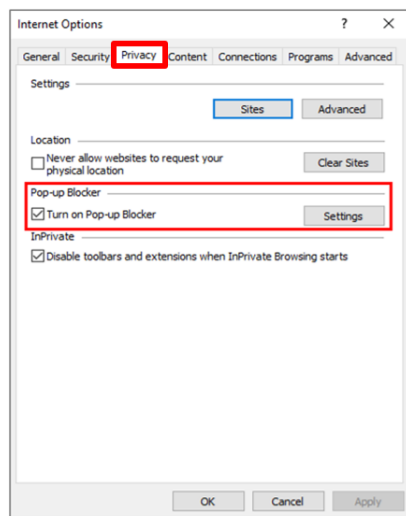 Internet Options ? ×
General Security Privacy Content Connections Programs Advanced
Settings
Sites Advanced
Location
Never allow websites to request your
physical location
Clear Sites
Pop-up Blocker
Turn on Pop-up Blocker Settings
InPrivate
Disable toolbars and extensions when InPrivate Browsing starts
OK Cancel Apply